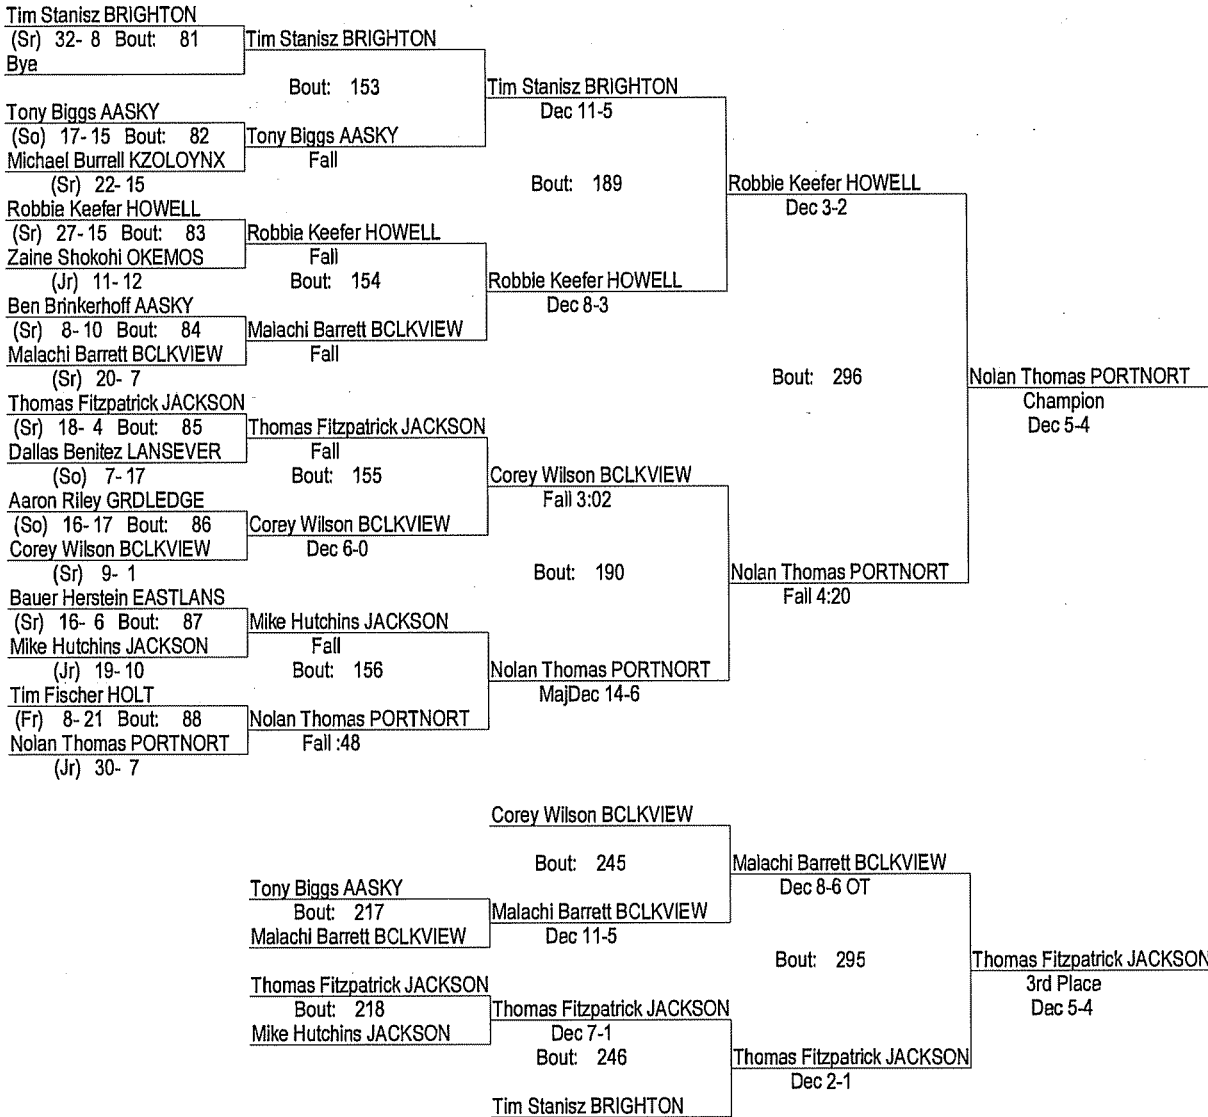 Tim Stanisz BRIGHTON
(Sr) 32- 8 Bout: 81
Bye
Tim Stanisz BRIGHTON
Bout: 153
Tony Biggs AASKY
(So) 17- 15 Bout: 82
Michael Burrell KZOLOYNX
(Sr) 22- 15
Tony Biggs AASKY
Fall
Tim Stanisz BRIGHTON
Dec 11-5
Bout: 189
Robbie Keefer HOWELL
(Sr) 27- 15 Bout: 83
Zaine Shokohi OKEMOS
(Jr) 11- 12
Robbie Keefer HOWELL
Fall
Bout: 154
Ben Brinkerhoff AASKY
(Sr) 8- 10 Bout: 84
Malachi Barrett BCLKVIEW
(Sr) 20- 7
Malachi Barrett BCLKVIEW
Fall
Robbie Keefer HOWELL
Dec 8-3
Robbie Keefer HOWELL
Dec 3-2
Bout: 296
Thomas Fitzpatrick JACKSON
(Sr) 18- 4 Bout: 85
Dallas Benitez LANSEVER
(So) 7- 17
Thomas Fitzpatrick JACKSON
Fall
Bout: 155
Aaron Riley GRDLEDGE
(So) 16- 17 Bout: 86
Corey Wilson BCLKVIEW
(Sr) 9- 1
Corey Wilson BCLKVIEW
Dec 6-0
Corey Wilson BCLKVIEW
Fall 3:02
Bout: 190
Bauer Herstein EASTLANS
(Sr) 16- 6 Bout: 87
Mike Hutchins JACKSON
(Jr) 19- 10
Mike Hutchins JACKSON
Fall
Bout: 156
Tim Fischer HOLT
(Fr) 8- 21 Bout: 88
Nolan Thomas PORTNORT
(Jr) 30- 7
Nolan Thomas PORTNORT
Fall :48
Nolan Thomas PORTNORT
MajDec 14-6
Nolan Thomas PORTNORT
Fall 4:20
Nolan Thomas PORTNORT
Champion
Dec 5-4
Corey Wilson BCLKVIEW
Bout: 245
Tony Biggs AASKY
Bout: 217
Malachi Barrett BCLKVIEW
Malachi Barrett BCLKVIEW
Dec 11-5
Malachi Barrett BCLKVIEW
Dec 8-6 OT
Bout: 295
Thomas Fitzpatrick JACKSON
Bout: 218
Mike Hutchins JACKSON
Thomas Fitzpatrick JACKSON
Dec 7-1
Bout: 246
Tim Stanisz BRIGHTON
Thomas Fitzpatrick JACKSON
Dec 2-1
Thomas Fitzpatrick JACKSON
3rd Place
Dec 5-4